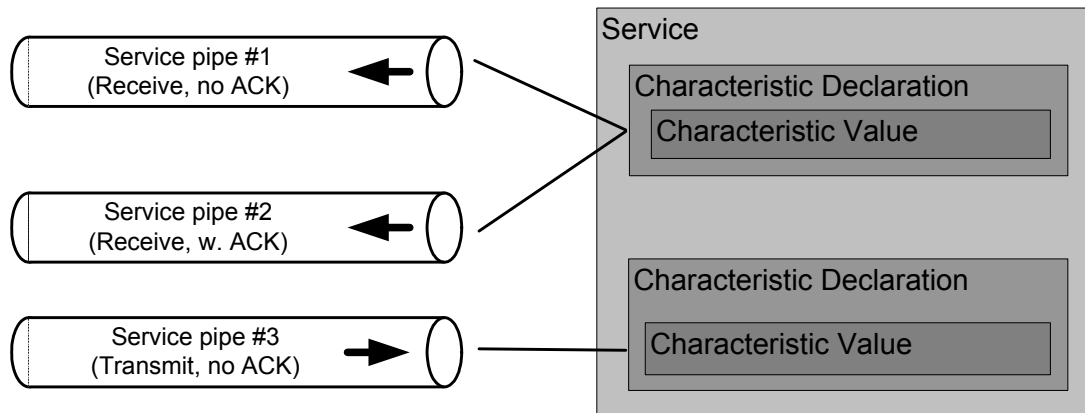 Service pipe #1
(Receive, no ACK)
Service pipe #2
(Receive, w. ACK)
Service pipe #3
(Transmit, no ACK)
Service
Characteristic Declaration
Characteristic Value
Characteristic Declaration
Characteristic Value